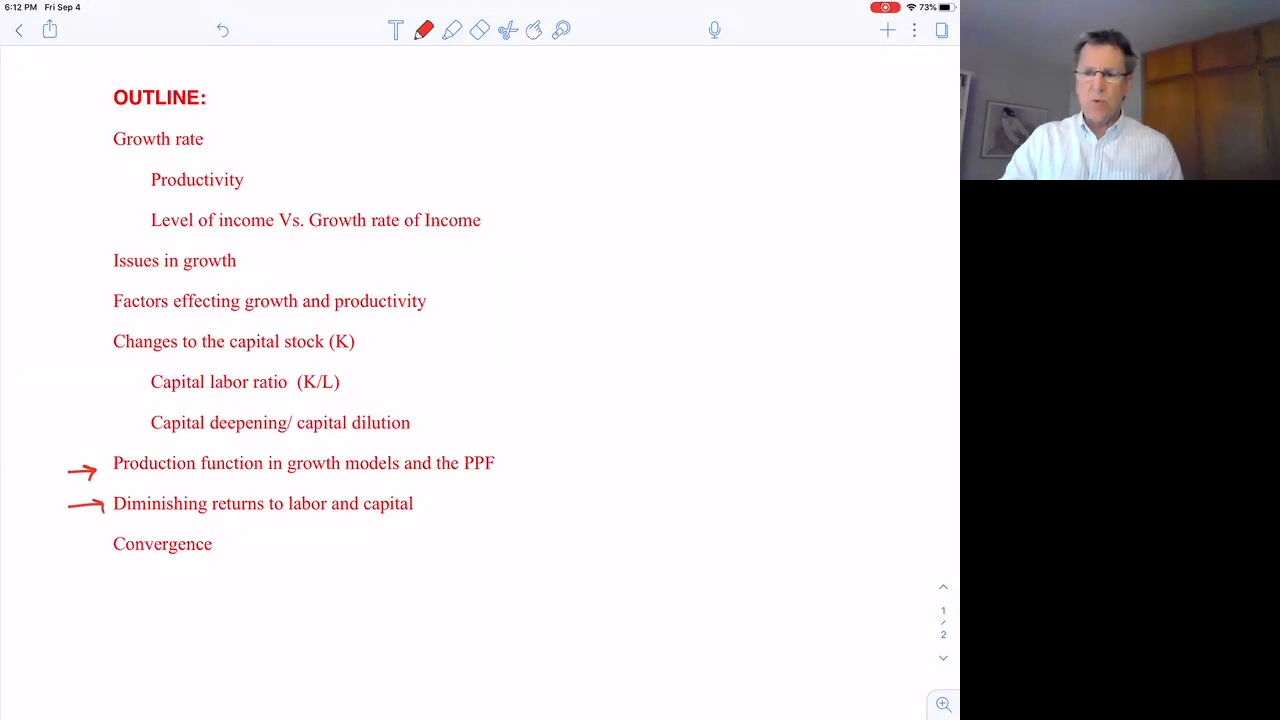 6:12 PM Fri Sep 4
73%
T
OUTLINE:
Growth rate
Productivity
Level of income Vs. Growth rate of Income
Issues in growth
Factors effecting growth and productivity
Changes to the capital stock (K)
Capital labor ratio (K/L)
Capital deepening/ capital dilution
Production function in growth models and the PPF
Diminishing returns to labor and capital
Convergence
1
/
2